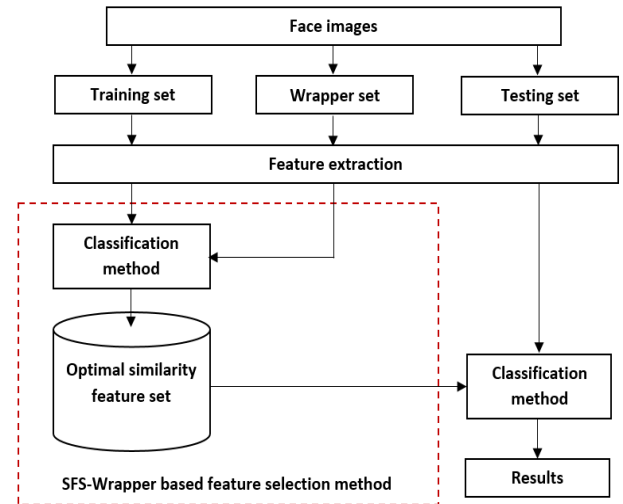 Face images
Training set
Wrapper set
Testing set
Feature extraction
Classification
method
Optimal similarity
feature set
Classification
method
SFS-Wrapper based feature selection method
Results